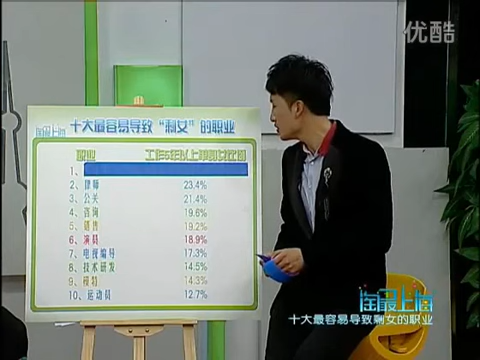 优酷
淘最上海 十大最容易导致“剩女”的职业
职业 工作5年以上单身女比例
1、
2、律师 23.4%
3、公关 21.4%
4、咨询 19.6%
5、销售 19.2%
6、演员 18.9%
7、电视编导 17.3%
8、技术研发 14.5%
9、模特 14.3%
10、运动员 12.7%
淘最上海
十大最容易导致剩女的职业